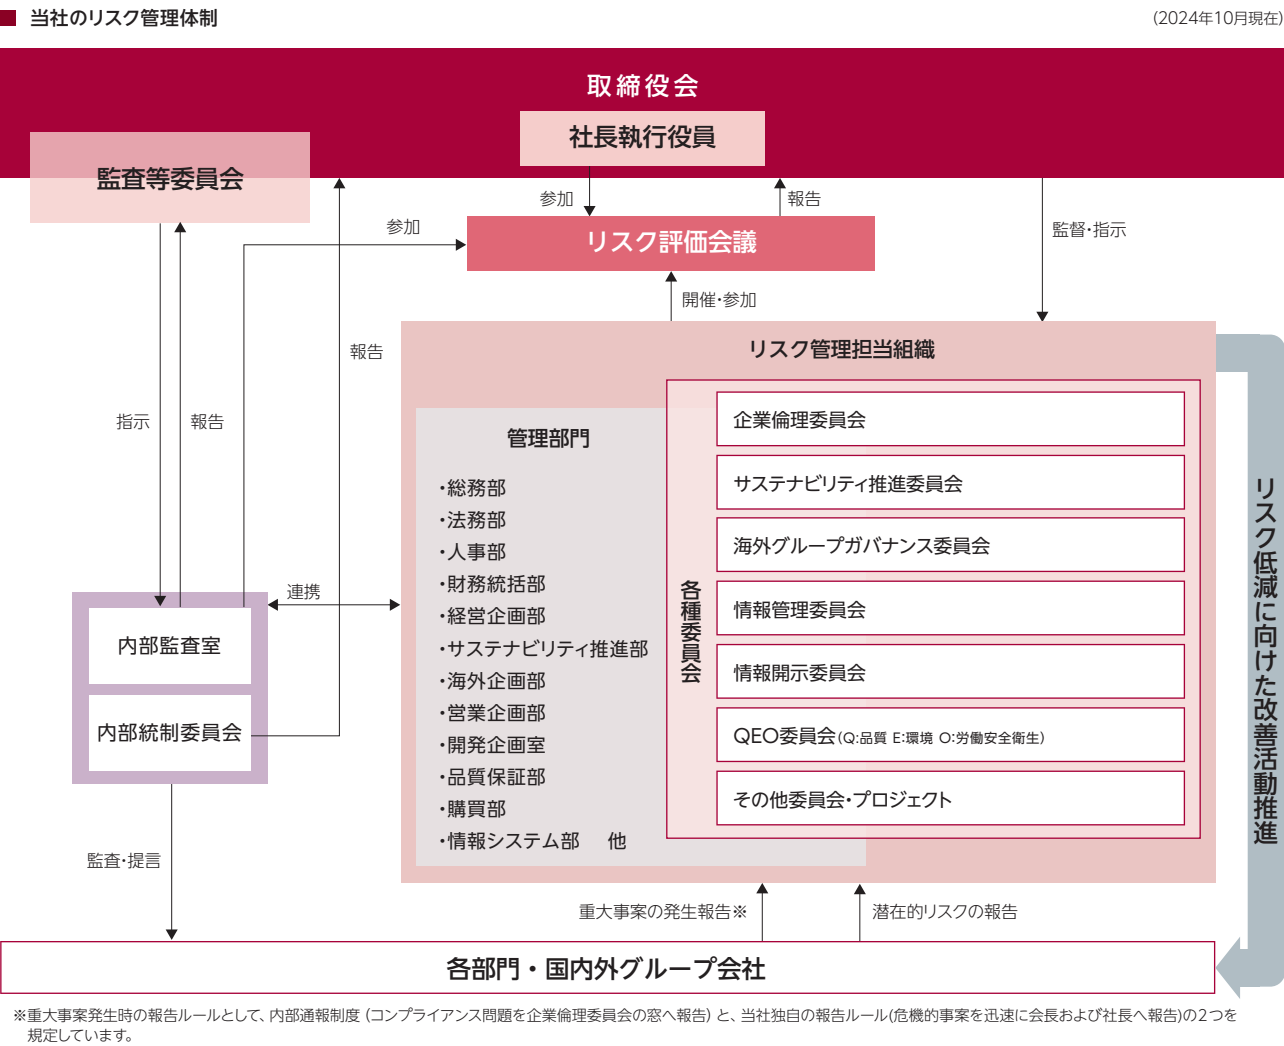 当社のリスク管理体制
(2024年10月現在)
取締役会
社長執行役員
監査等委員会
参加
報告
参加
リスク評価会議
監督・指示
開催・参加
報告
リスク管理担当組織
指示
報告
管理部門
・総務部
・法務部
・人事部
・財務統括部
・経営企画部
・サステナビリティ推進部
・海外企画部
・営業企画部
・開発企画室
・品質保証部
・購買部
・情報システム部 他
各種委員会
企業倫理委員会
サステナビリティ推進委員会
海外グループガバナンス委員会
情報管理委員会
情報開示委員会
QEO委員会(Q:品質 E:環境 O:労働安全衛生)
その他委員会・プロジェクト
リスク低減に向けた改善活動推進
連携
内部監査室
内部統制委員会
監査・提言
重大事案の発生報告※
潜在的リスクの報告
各部門・国内外グループ会社
※重大事案発生時の報告ルールとして、内部通報制度（コンプライアンス問題を企業倫理委員会の窓へ報告）と、当社独自の報告ルール(危機的事案を迅速に会長および社長へ報告)の2つを
規定しています。